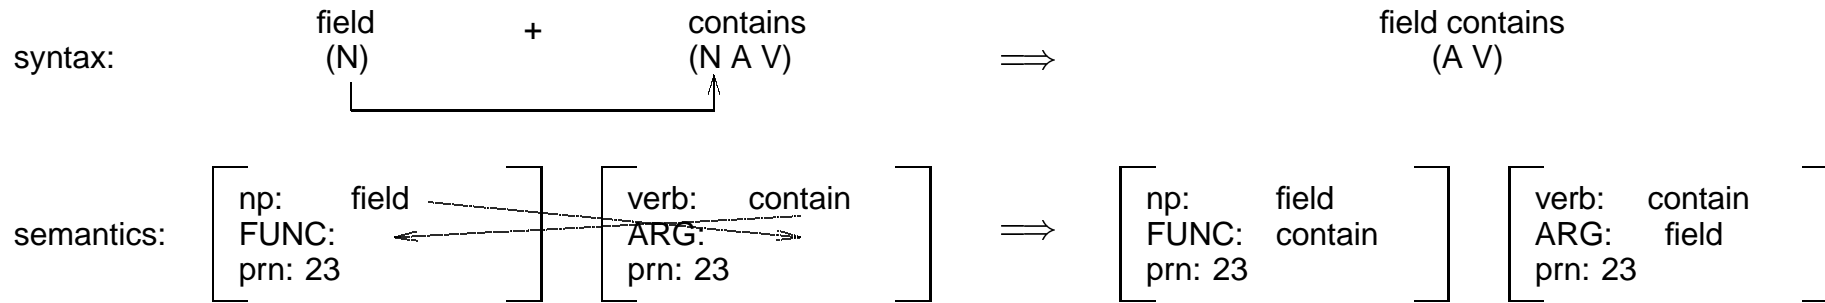 field + contains field contains
syntax: (N) (N A V) ⟹ (A V)
np: field verb: contain np: field verb: contain
semantics: FUNC: ARG: ⟹ FUNC: contain ARG: field
prn: 23 prn: 23 prn: 23 prn: 23